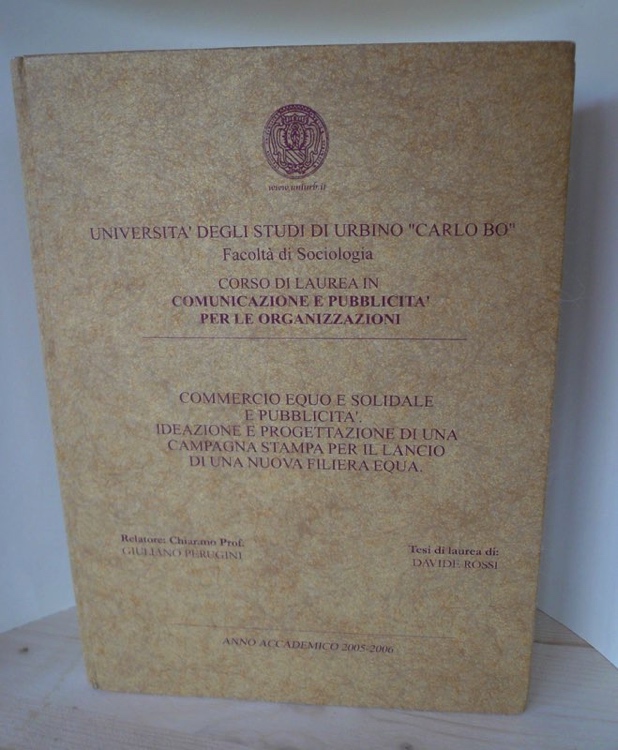 www.uniurb.it
UNIVERSITA' DEGLI STUDI DI URBINO "CARLO BO"
Facoltà di Sociologia
CORSO DI LAUREA IN
COMUNICAZIONE E PUBBLICITA'
PER LE ORGANIZZAZIONI
COMMERCIO EQUO E SOLIDALE
E PUBBLICITA'.
IDEAZIONE E PROGETTAZIONE DI UNA
CAMPAGNA STAMPA PER IL LANCIO
DI UNA NUOVA FILIERA EQUA.
Relatore: Chiar.mo Prof.
GIULIANO PERUGINI
Tesi di laurea di:
DAVIDE ROSSI
ANNO ACCADEMICO 2005-2006